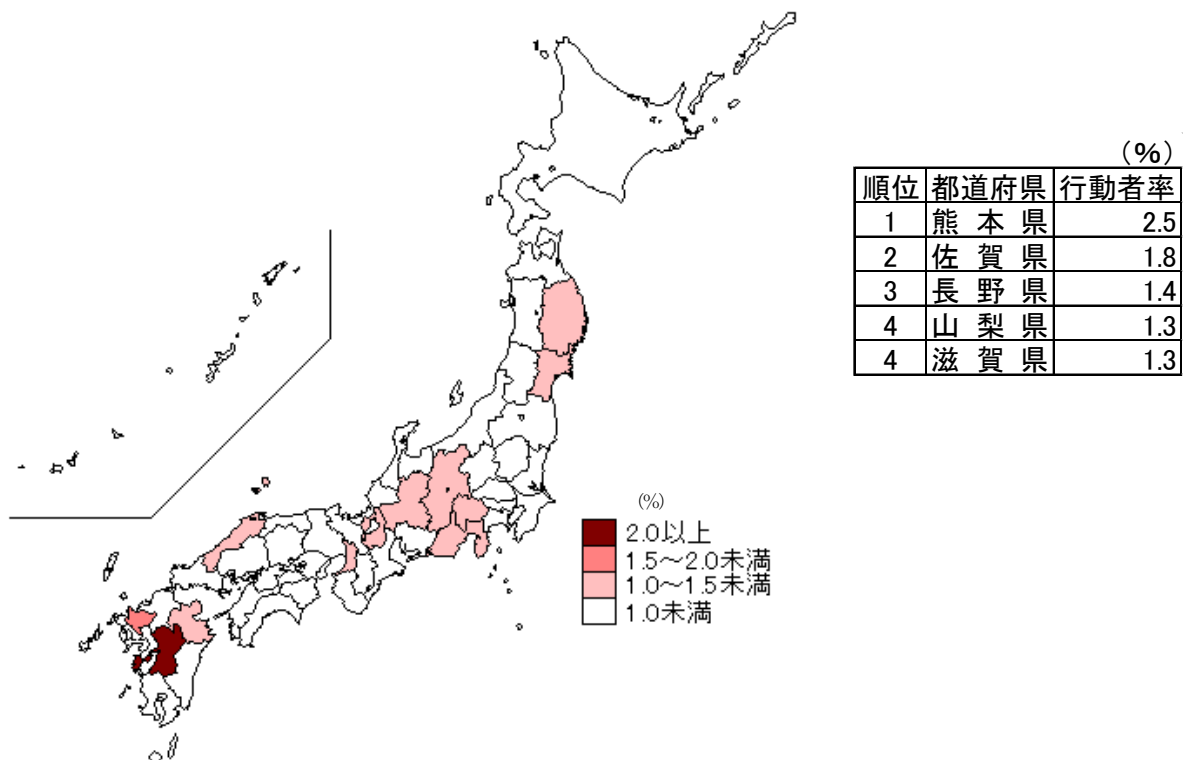 (%)
順位 都道府県 行動者率
1 熊本県 2.5
2 佐賀県 1.8
3 長野県 1.4
4 山梨県 1.3
4 滋賀県 1.3
(%)
2.0以上
1.5～2.0未満
1.0～1.5未満
1.0未満